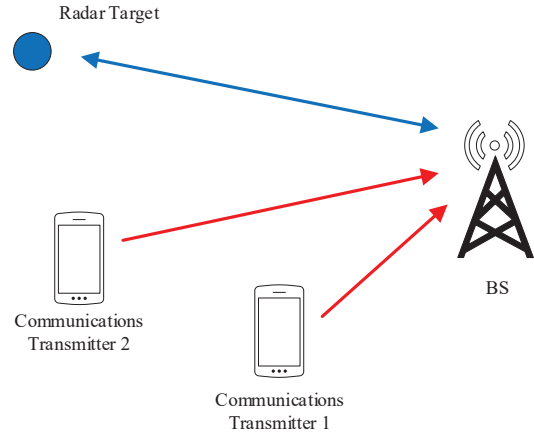 Radar Target
BS
Communications
Transmitter 2
Communications
Transmitter 1